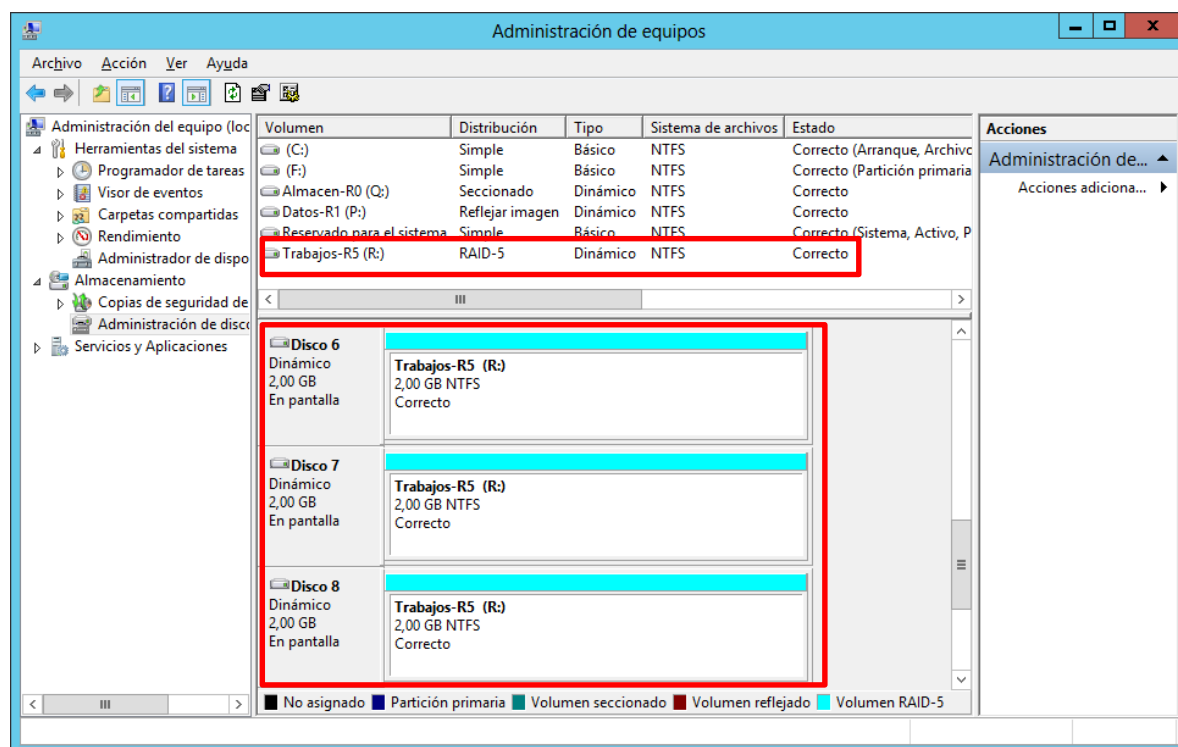 Administración de equipos
Archivo Acción Ver Ayuda
Administración del equipo (loc
Herramientas del sistema
Programador de tareas
Visor de eventos
Carpetas compartidas
Rendimiento
Administrador de dispo
Almacenamiento
Copias de seguridad de
Administración de disco
Servicios y Aplicaciones
Volumen Distribución Tipo Sistema de archivos Estado
(C:) Simple Básico NTFS Correcto (Arranque, Archivo
(F:) Simple Básico NTFS Correcto (Partición primaria
Almacen-R0 (Q:) Seccionado Dinámico NTFS Correcto
Datos-R1 (P:) Reflejar imagen Dinámico NTFS Correcto
Reservado para el sistema Simple Básico NTFS Correcto (Sistema, Activo, P
Trabajos-R5 (R:) RAID-5 Dinámico NTFS Correcto
Disco 6
Dinámico
2,00 GB
En pantalla
Trabajos-R5 (R:)
2,00 GB NTFS
Correcto
Disco 7
Dinámico
2,00 GB
En pantalla
Trabajos-R5 (R:)
2,00 GB NTFS
Correcto
Disco 8
Dinámico
2,00 GB
En pantalla
Trabajos-R5 (R:)
2,00 GB NTFS
Correcto
No asignado Partición primaria Volumen seccionado Volumen reflejado Volumen RAID-5
Acciones
Administración de...
Acciones adiciona...